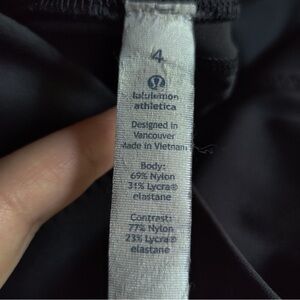 4
lululemon
athletica
Designed in
Vancouver
Made in Vietnam
Body:
69% Nylon
31% Lycra®
elastane
Contrast:
77% Nylon
23% Lycra®
elastane